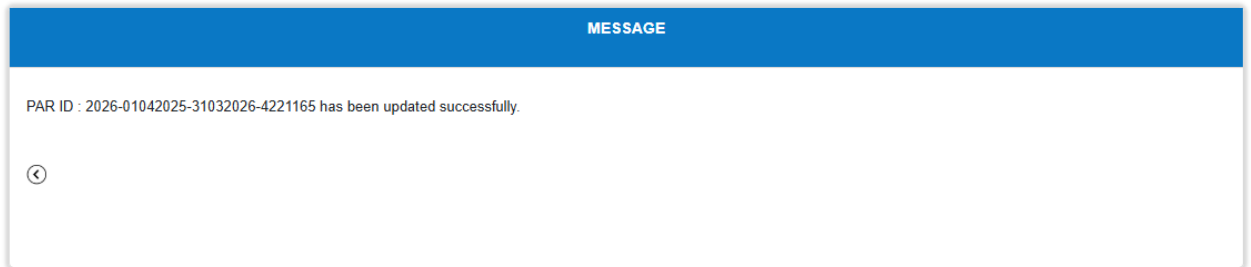 MESSAGE
PAR ID : 2026-01042025-31032026-4221165 has been updated successfully.